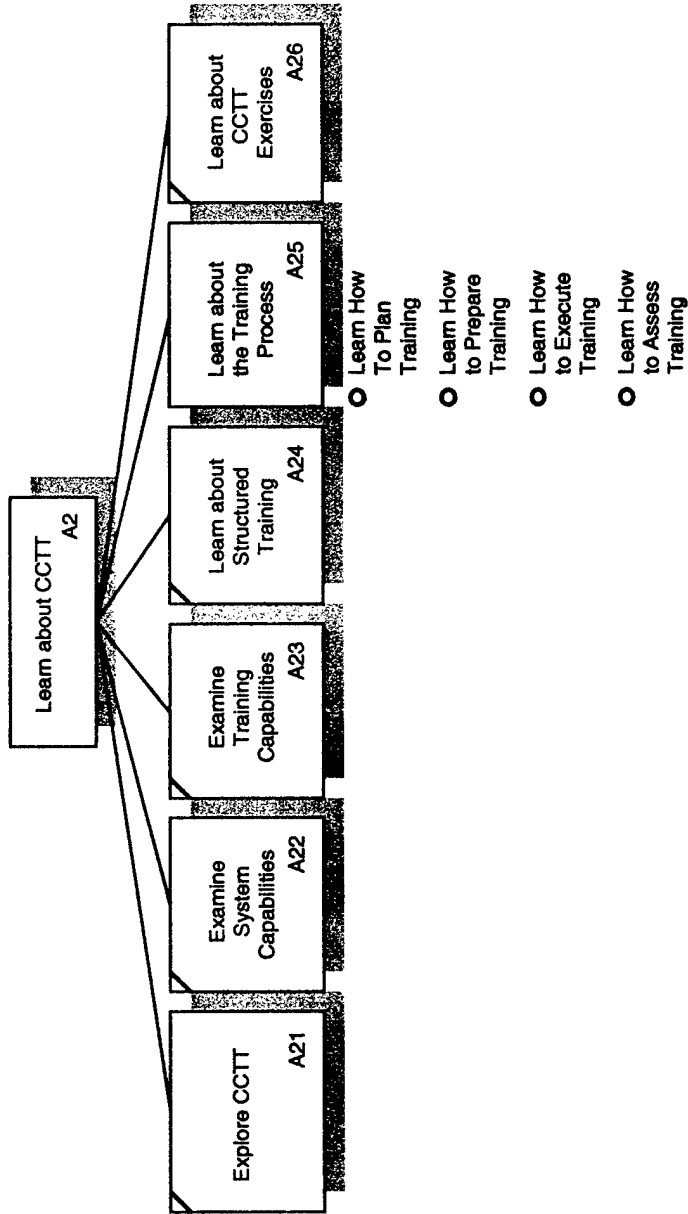 Learn about CCTT
A2
Explore CCTT
A21
Examine
System
Capabilities
A22
Examine
Training
Capabilities
A23
Learn about
Structured
Training
A24
Learn about
the Training
Process
A25
Learn about
CCTT
Exercises
A26
Learn How
To Plan
Training
Learn How
to Prepare
Training
Learn How
to Execute
Training
Learn How
to Assess
Training